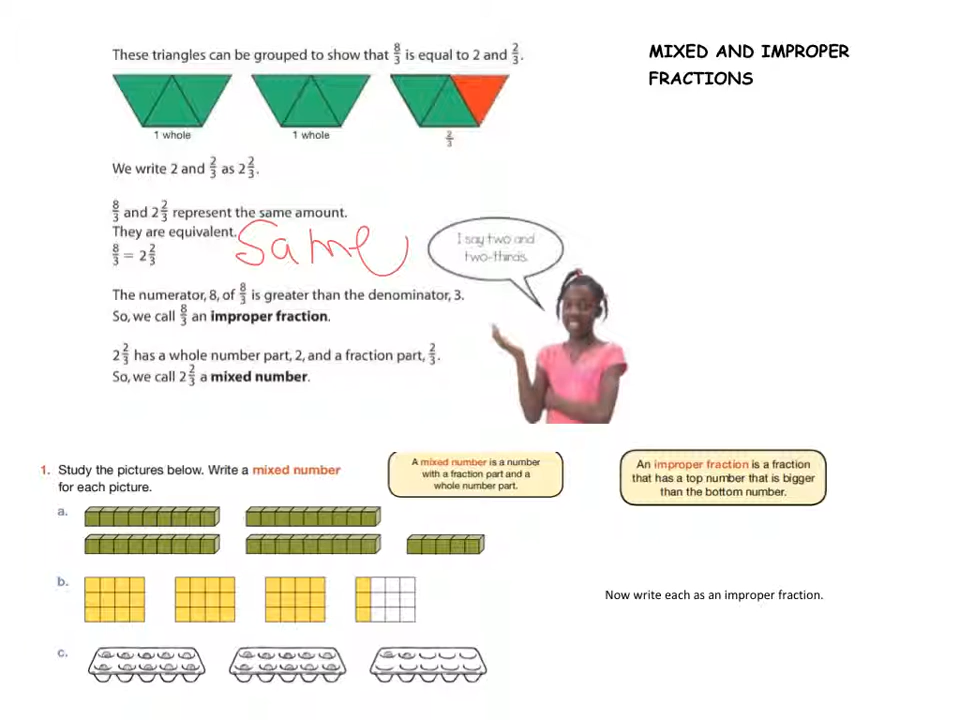 These triangles can be grouped to show that 8/3 is equal to 2 and 2/3.
MIXED AND IMPROPER
FRACTIONS
1 whole
1 whole
2/3
We write 2 and 2/3 as 2 2/3.
8/3 and 2 2/3 represent the same amount.
They are equivalent.
8/3 = 2 2/3
Same
I say two and
two-thirds.
The numerator, 8, of 8/3 is greater than the denominator, 3.
So, we call 8/3 an improper fraction.
2 2/3 has a whole number part, 2, and a fraction part, 2/3.
So, we call 2 2/3 a mixed number.
1. Study the pictures below. Write a mixed number
for each picture.
A mixed number is a number
with a fraction part and a
whole number part.
An improper fraction is a fraction
that has a top number that is bigger
than the bottom number.
a.
b.
Now write each as an improper fraction.
c.